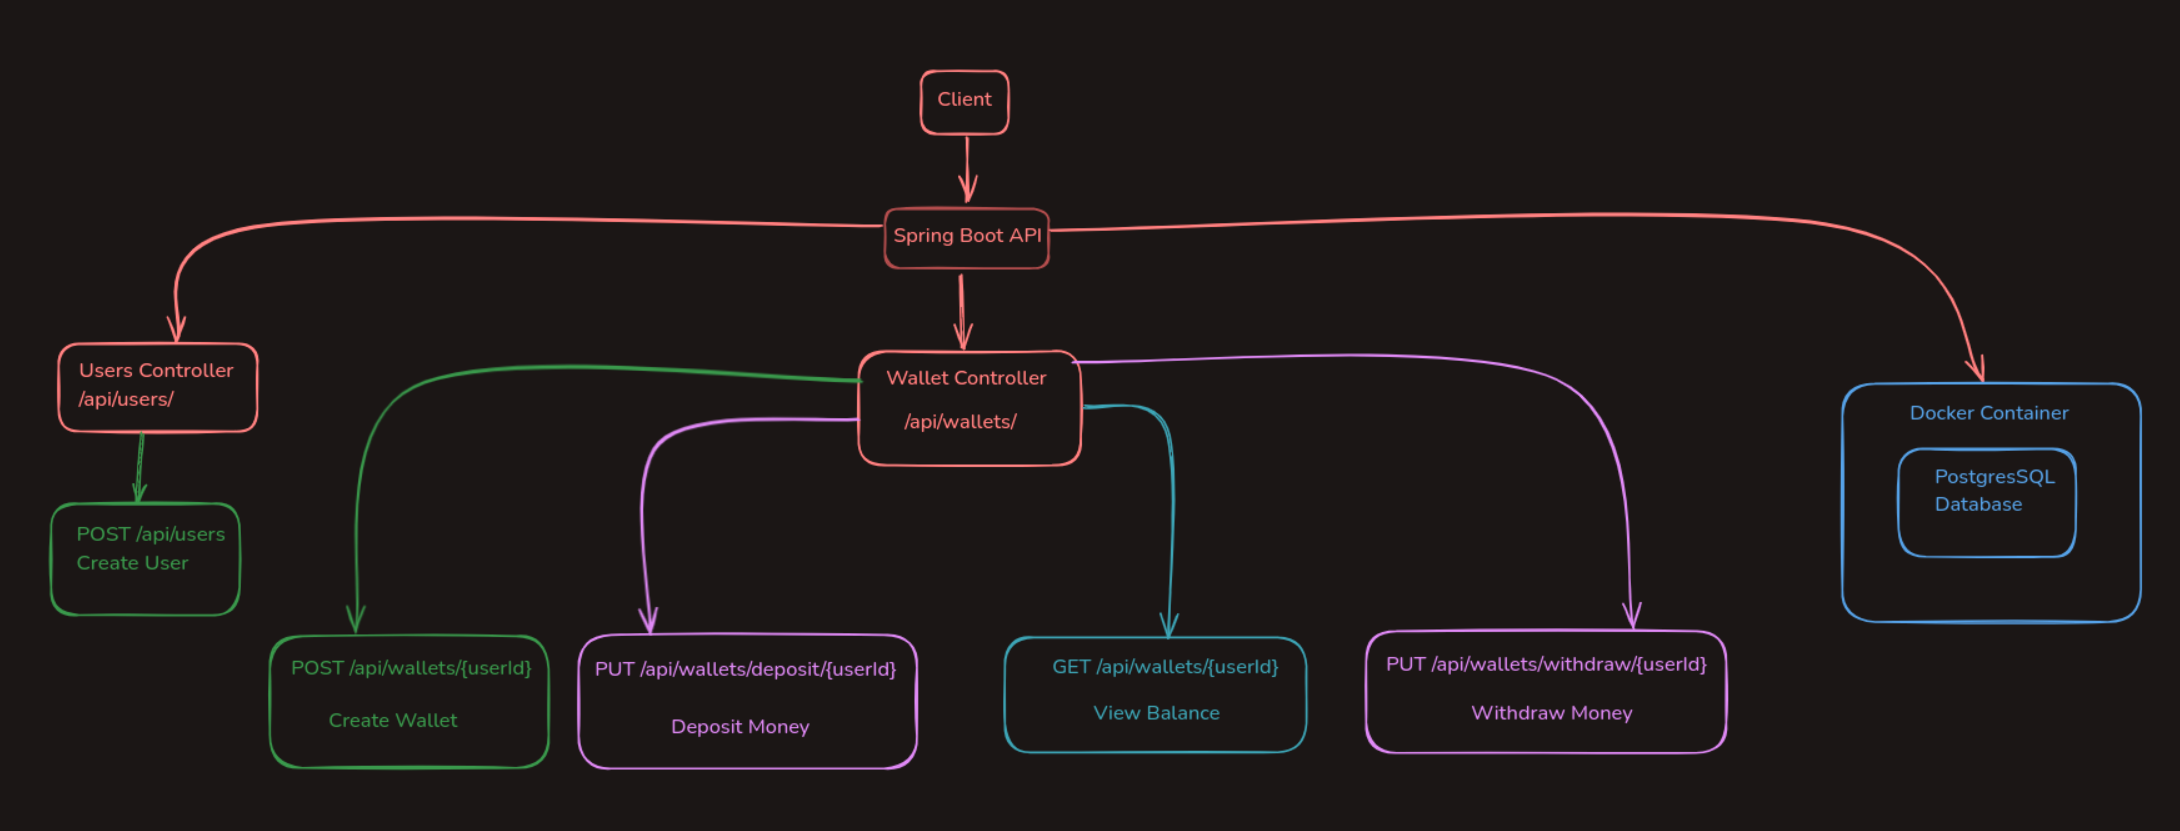 Client
Spring Boot API
Users Controller
/api/users/
Wallet Controller
/api/wallets/
Docker Container
PostgresSQL
Database
POST /api/users
Create User
POST /api/wallets/{userId}
Create Wallet
PUT /api/wallets/deposit/{userId}
Deposit Money
GET /api/wallets/{userId}
View Balance
PUT /api/wallets/withdraw/{userId}
Withdraw Money